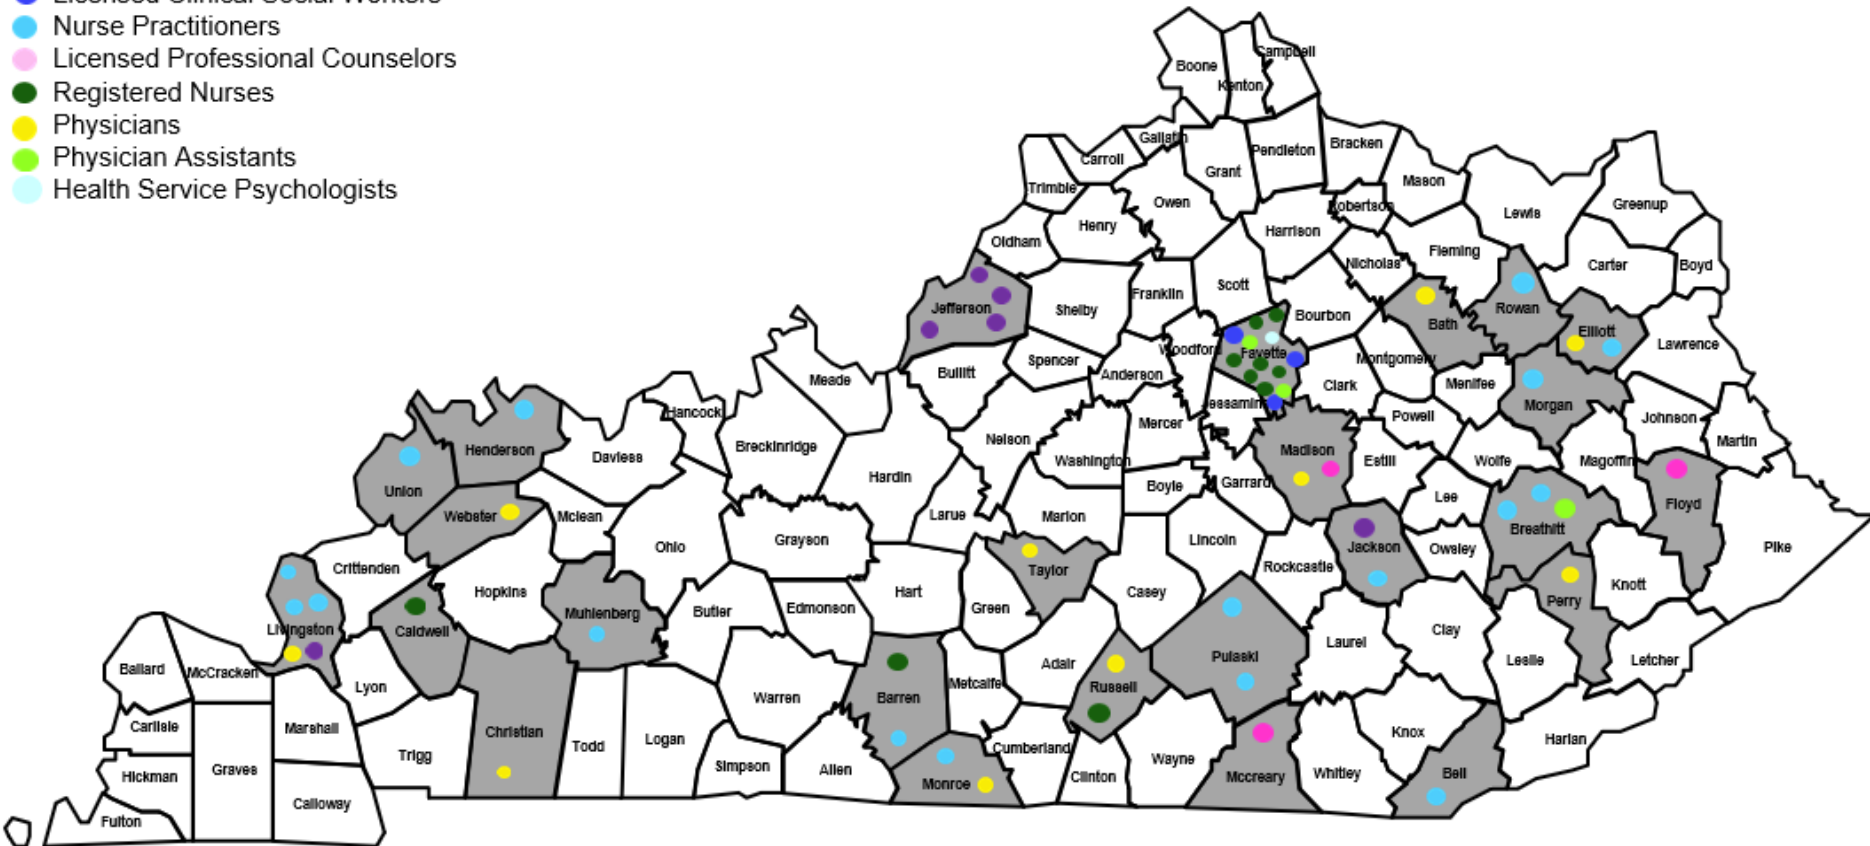 Licensed Clinical Social Workers
Nurse Practitioners
Licensed Professional Counselors
Registered Nurses
Physicians
Physician Assistants
Health Service Psychologists
Campbell
Boone
Kenton
Gallatin
Carroll
Grant
Pendleton
Bracken
Trimble
Owen
Mason
Robertson
Lewis
Greenup
Henry
Oldham
Harrison
Fleming
Nicholas
Carter
Boyd
Scott
Franklin
Shelby
Jefferson
Bourbon
Bath
Rowan
Elliott
Lawrence
Woodford
Fayette
Montgomery
Spencer
Anderson
Bullitt
Meade
Clark
Menifee
Morgan
Jessamine
Powell
Johnson
Hancock
Mercer
Martin
Nelson
Breckinridge
Henderson
Daviess
Washington
Madison
Estill
Wolfe
Magoffin
Hardin
Union
Boyle
Garrard
Lee
Floyd
Webster
Mclean
Larue
Marion
Breathitt
Ohio
Grayson
Lincoln
Jackson
Owsley
Pike
Crittenden
Taylor
Rockcastle
Hopkins
Hart
Casey
Knott
Muhlenberg
Butler
Edmonson
Green
Perry
Livingston
Caldwell
Laurel
Clay
Ballard
McCracken
Adair
Pulaski
Leslie
Letcher
Lyon
Metcalfe
Russell
Warren
Barren
Carlisle
Marshall
Christian
Todd
Logan
Knox
Harlan
Trigg
Cumberland
Wayne
Hickman
Graves
Simpson
Allen
Monroe
Clinton
Mccreary
Whitley
Bell
Calloway
Fulton